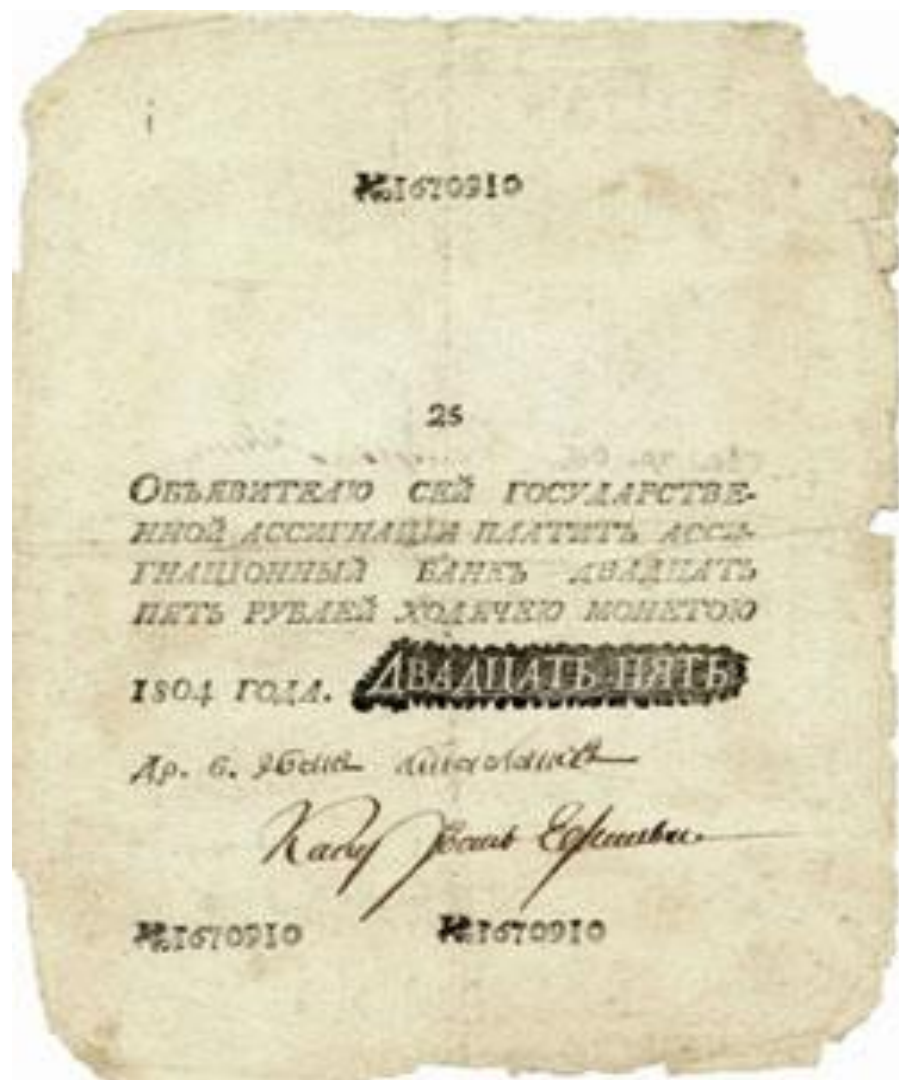 №1670910
25
ОБЪЯВИТЕЛЮ СЕЙ ГОСУДАРСТВЕ-
ННОЙ АССИГНАЦІИ ПЛАТИТЪ АССИ-
ГНАЦІОННЫЙ БАНКЪ ДВАДЦАТЬ
ПЯТЬ РУБЛЕЙ ХОДЯЧЕЮ МОНЕТОЮ
1804 ГОДА. ДВАДЦАТЬ ПЯТЬ
№1670910 №1670910